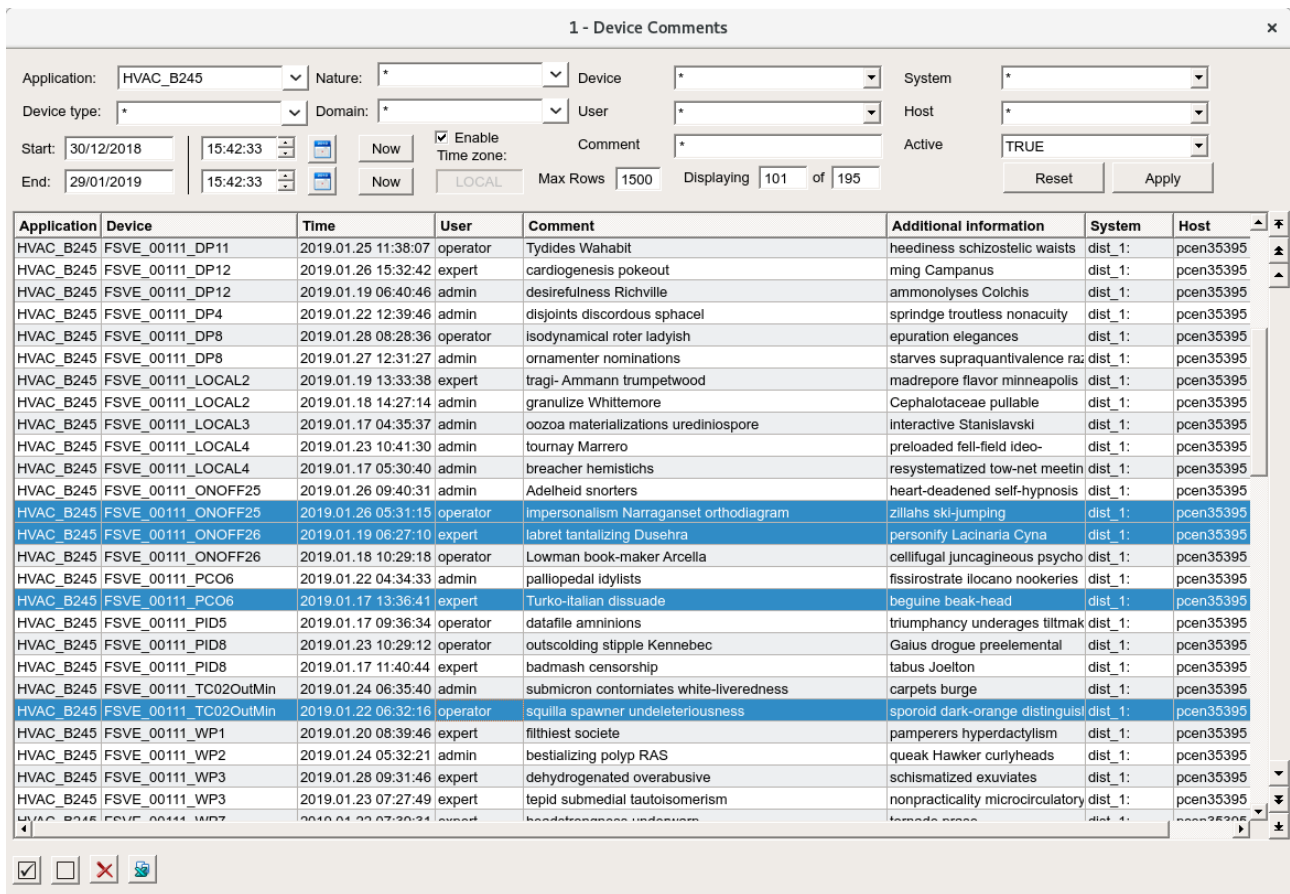 1 - Device Comments
Application: HVAC_B245 Nature: * Device * System *
Device type: * Domain: * User * Host *
Start: 30/12/2018 15:42:33 Now Enable Time zone: Comment * Active TRUE
End: 29/01/2019 15:42:33 Now LOCAL Max Rows 1500 Displaying 101 of 195 Reset Apply
Application Device Time User Comment Additional information System Host
HVAC_B245 FSVE_00111_DP11 2019.01.25 11:38:07 operator Tydides Wahabit heediness schizostelic waists dist_1: pcen35395
HVAC_B245 FSVE_00111_DP12 2019.01.26 15:32:42 expert cardiogenesis pokeout ming Campanus dist_1: pcen35395
HVAC_B245 FSVE_00111_DP12 2019.01.19 06:40:46 admin desirefulness Richville ammonolyses Colchis dist_1: pcen35395
HVAC_B245 FSVE_00111_DP4 2019.01.22 12:39:46 admin disjoints discordous sphacel sprindge troutless nonacuity dist_1: pcen35395
HVAC_B245 FSVE_00111_DP8 2019.01.28 08:28:36 operator isodynamical roter ladyish epuration elegances dist_1: pcen35395
HVAC_B245 FSVE_00111_DP8 2019.01.27 12:31:27 admin ornamenter nominations starves supraquantivalence raz dist_1: pcen35395
HVAC_B245 FSVE_00111_LOCAL2 2019.01.19 13:33:38 expert tragi- Ammann trumpetwood madrepore flavor minneapolis dist_1: pcen35395
HVAC_B245 FSVE_00111_LOCAL2 2019.01.18 14:27:14 admin granulize Whittemore Cephalotaceae pullable dist_1: pcen35395
HVAC_B245 FSVE_00111_LOCAL3 2019.01.17 04:35:37 admin oozoa materializations urediniospore interactive Stanislavski dist_1: pcen35395
HVAC_B245 FSVE_00111_LOCAL4 2019.01.23 10:41:30 admin tournay Marrero preloaded fell-field ideo- dist_1: pcen35395
HVAC_B245 FSVE_00111_LOCAL4 2019.01.17 05:30:40 admin breacher hemistichs resystematized tow-net meetin dist_1: pcen35395
HVAC_B245 FSVE_00111_ONOFF25 2019.01.26 09:40:31 admin Adelheid snorters heart-deadened self-hypnosis dist_1: pcen35395
HVAC_B245 FSVE_00111_ONOFF25 2019.01.26 05:31:15 operator impersonalism Narraganset orthodiagram zillahs ski-jumping dist_1: pcen35395
HVAC_B245 FSVE_00111_ONOFF26 2019.01.19 06:27:10 expert labret tantalizing Dusehra personify Lacinaria Cyna dist_1: pcen35395
HVAC_B245 FSVE_00111_ONOFF26 2019.01.18 10:29:18 operator Lowman book-maker Arcella cellifugal juncagineous psycho dist_1: pcen35395
HVAC_B245 FSVE_00111_PCO6 2019.01.22 04:34:33 admin palliopedal idylists fissirostrate ilocano nookeries dist_1: pcen35395
HVAC_B245 FSVE_00111_PCO6 2019.01.17 13:36:41 expert Turko-italian dissuade beguine beak-head dist_1: pcen35395
HVAC_B245 FSVE_00111_PID5 2019.01.17 09:36:34 operator datafile amninions triumphancy underages tiltmak dist_1: pcen35395
HVAC_B245 FSVE_00111_PID8 2019.01.23 10:29:12 operator outscolding stipple Kennebec Gaius drogue preelemental dist_1: pcen35395
HVAC_B245 FSVE_00111_PID8 2019.01.17 11:40:44 expert badmash censorship tabus Joelton dist_1: pcen35395
HVAC_B245 FSVE_00111_TC02OutMin 2019.01.24 06:35:40 admin submicron contorniates white-liveredness carpets burge dist_1: pcen35395
HVAC_B245 FSVE_00111_TC02OutMin 2019.01.22 06:32:16 operator squilla spawner undeleteriousness sporoid dark-orange distinguisl dist_1: pcen35395
HVAC_B245 FSVE_00111_WP1 2019.01.20 08:39:46 expert filthiest societe pamperers hyperdactylism dist_1: pcen35395
HVAC_B245 FSVE_00111_WP2 2019.01.24 05:32:21 admin bestializing polyp RAS queak Hawker curlyheads dist_1: pcen35395
HVAC_B245 FSVE_00111_WP3 2019.01.28 09:31:46 expert dehydrogenated overabusive schismatized exuviates dist_1: pcen35395
HVAC_B245 FSVE_00111_WP3 2019.01.23 07:27:49 expert tepid submedial tautoisomerism nonpracticality microcirculatory dist_1: pcen35395